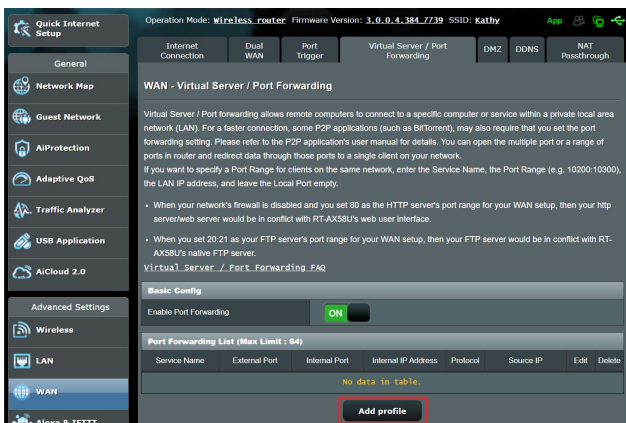 Quick Internet
Setup
Operation Mode: Wireless router Firmware Version: 3.0.0.4.384_7739 SSID: Kathy
App
General
Network Map
Guest Network
AiProtection
Adaptive QoS
Traffic Analyzer
USB Application
AiCloud 2.0
Advanced Settings
Wireless
LAN
WAN
Alexa & IFTTT
Internet
Connection
Dual
WAN
Port
Trigger
Virtual Server / Port
Forwarding
DMZ
DDNS
NAT
Passthrough
WAN - Virtual Server / Port Forwarding
Virtual Server / Port forwarding allows remote computers to connect to a specific computer or service within a private local area
network (LAN). For a faster connection, some P2P applications (such as BitTorrent), may also require that you set the port
forwarding setting. Please refer to the P2P application's user manual for details. You can open the multiple port or a range of
ports in router and redirect data through those ports to a single client on your network.
If you want to specify a Port Range for clients on the same network, enter the Service Name, the Port Range (e.g. 10200:10300),
the LAN IP address, and leave the Local Port empty.
• When your network's firewall is disabled and you set 80 as the HTTP server's port range for your WAN setup, then your http
server/web server would be in conflict with RT-AX58U's web user interface.
• When you set 20:21 as your FTP server's port range for your WAN setup, then your FTP server would be in conflict with RT-
AX58U's native FTP server.
Virtual Server / Port Forwarding FAQ
Basic Config
Enable Port Forwarding
ON
Port Forwarding List (Max Limit : 64)
Service Name External Port Internal Port Internal IP Address Protocol Source IP Edit Delete
No data in table.
Add profile